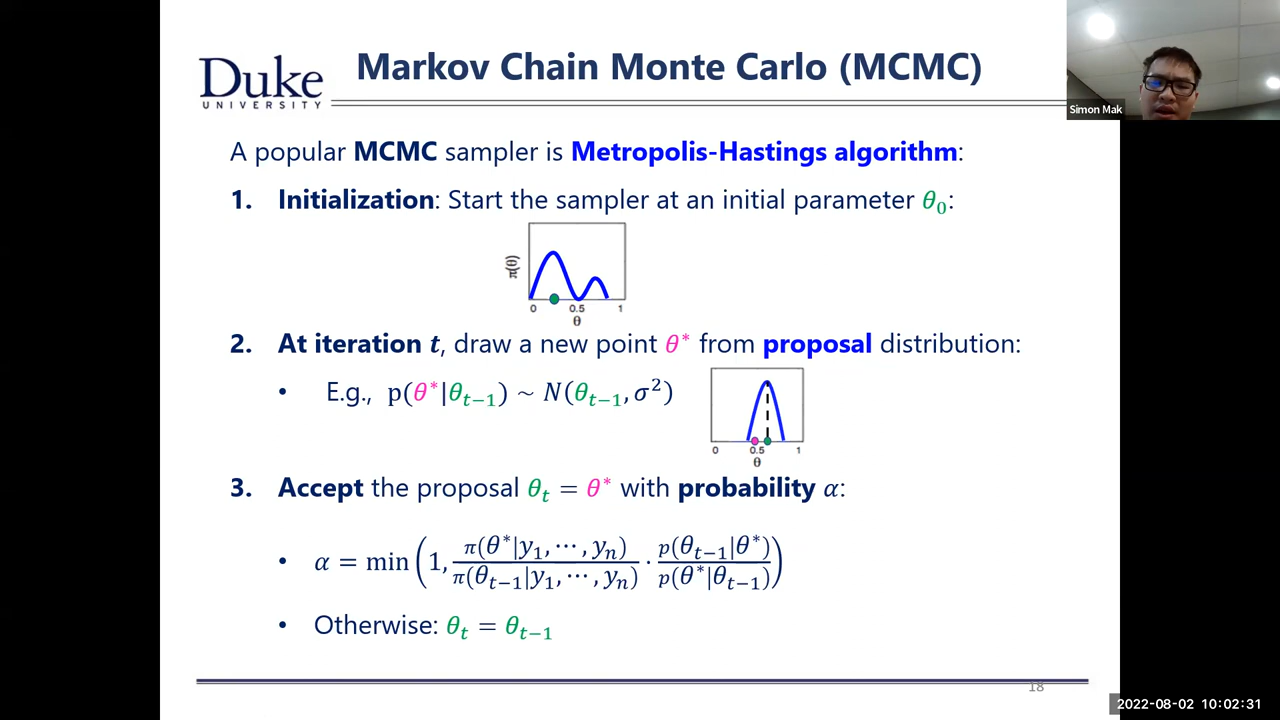 Duke
UNIVERSITY
Markov Chain Monte Carlo (MCMC)
Simon Mak
A popular MCMC sampler is Metropolis-Hastings algorithm:
1. Initialization: Start the sampler at an initial parameter θ₀:
π(θ)
0 0.5 1
θ
2. At iteration t, draw a new point θ* from proposal distribution:
• E.g., p(θ*|θₜ₋₁) ~ N(θₜ₋₁, σ²)
0 0.5 1
θ
3. Accept the proposal θₜ = θ* with probability α:
• α = min(1, π(θ*|y₁, ⋯, yₙ)/π(θₜ₋₁|y₁, ⋯, yₙ) · p(θₜ₋₁|θ*)/p(θ*|θₜ₋₁))
• Otherwise: θₜ = θₜ₋₁
18
2022-08-02 10:02:31